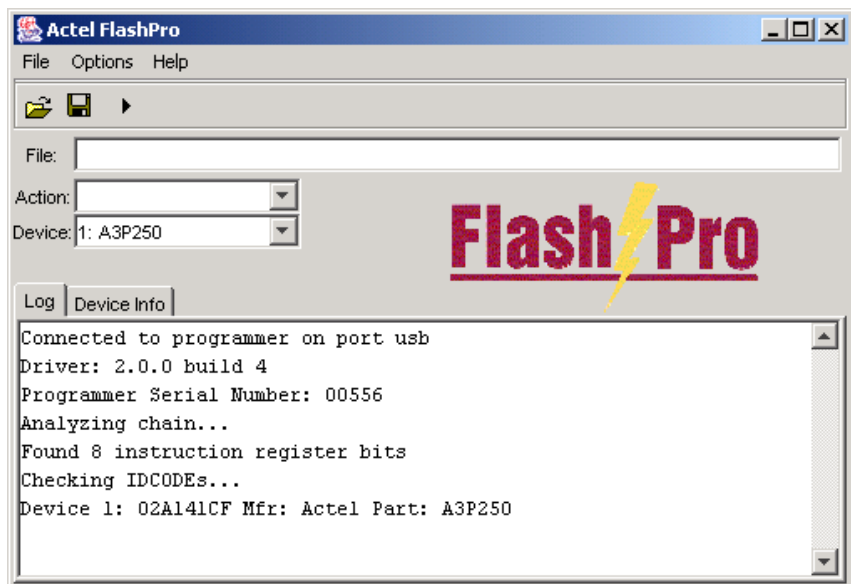 Actel FlashPro
File Options Help
File:
Action:
Device: 1: A3P250
Flash Pro
Log Device Info
Connected to programmer on port usb
Driver: 2.0.0 build 4
Programmer Serial Number: 00556
Analyzing chain...
Found 8 instruction register bits
Checking IDCODEs...
Device 1: 02A141CF Mfr: Actel Part: A3P250